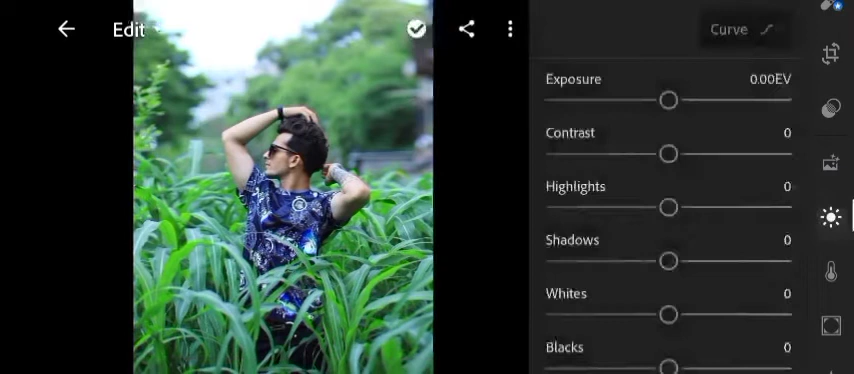 Edit
Curve
Exposure 0.00EV
Contrast 0
Highlights 0
Shadows 0
Whites 0
Blacks 0